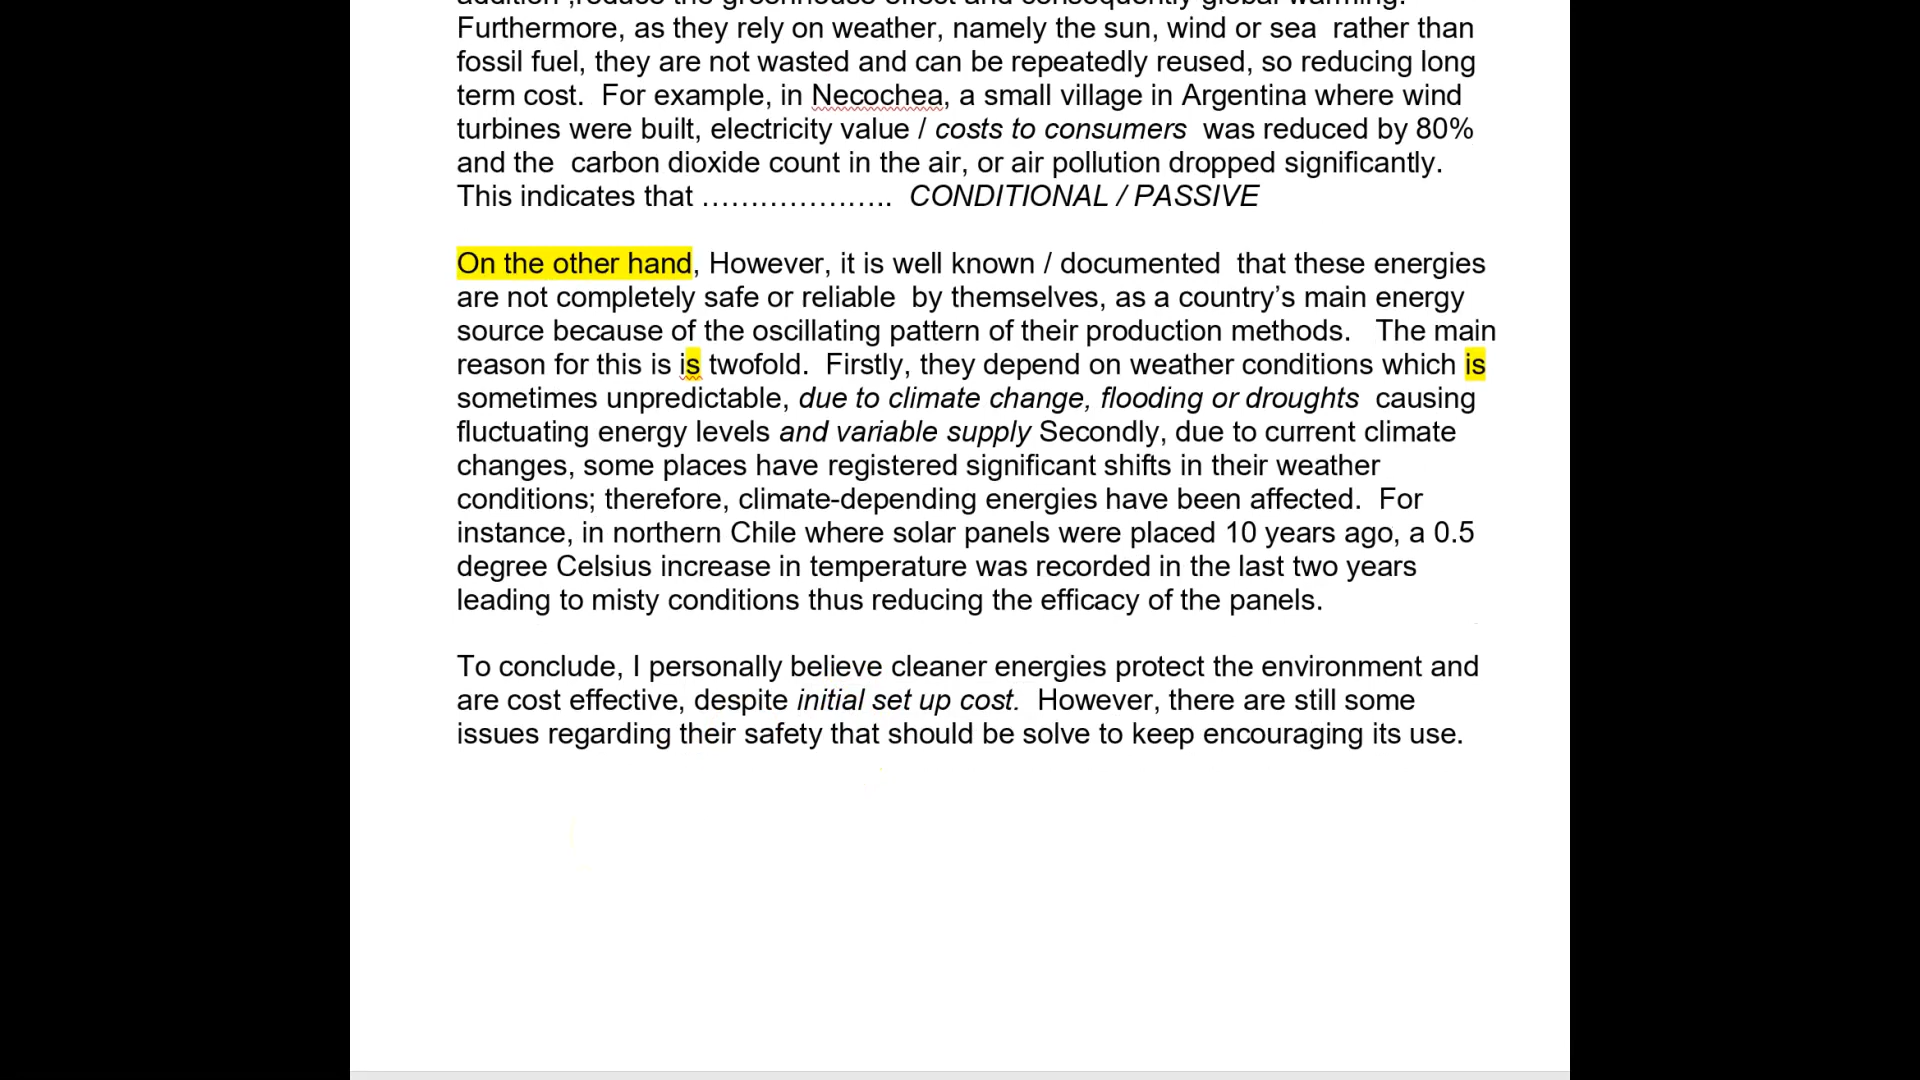 addition ,reduce the greenhouse effect and consequently global warming.
Furthermore, as they rely on weather, namely the sun, wind or sea  rather than
fossil fuel, they are not wasted and can be repeatedly reused, so reducing long
term cost.  For example, in Necochea, a small village in Argentina where wind
turbines were built, electricity value / costs to consumers  was reduced by 80%
and the  carbon dioxide count in the air, or air pollution dropped significantly.
This indicates that ………………..  CONDITIONAL / PASSIVE
On the other hand, However, it is well known / documented  that these energies
are not completely safe or reliable  by themselves, as a country’s main energy
source because of the oscillating pattern of their production methods.   The main
reason for this is is twofold.  Firstly, they depend on weather conditions which is
sometimes unpredictable, due to climate change, flooding or droughts  causing
fluctuating energy levels and variable supply Secondly, due to current climate
changes, some places have registered significant shifts in their weather
conditions; therefore, climate-depending energies have been affected.  For
instance, in northern Chile where solar panels were placed 10 years ago, a 0.5
degree Celsius increase in temperature was recorded in the last two years
leading to misty conditions thus reducing the efficacy of the panels.
To conclude, I personally believe cleaner energies protect the environment and
are cost effective, despite initial set up cost.  However, there are still some
issues regarding their safety that should be solve to keep encouraging its use.